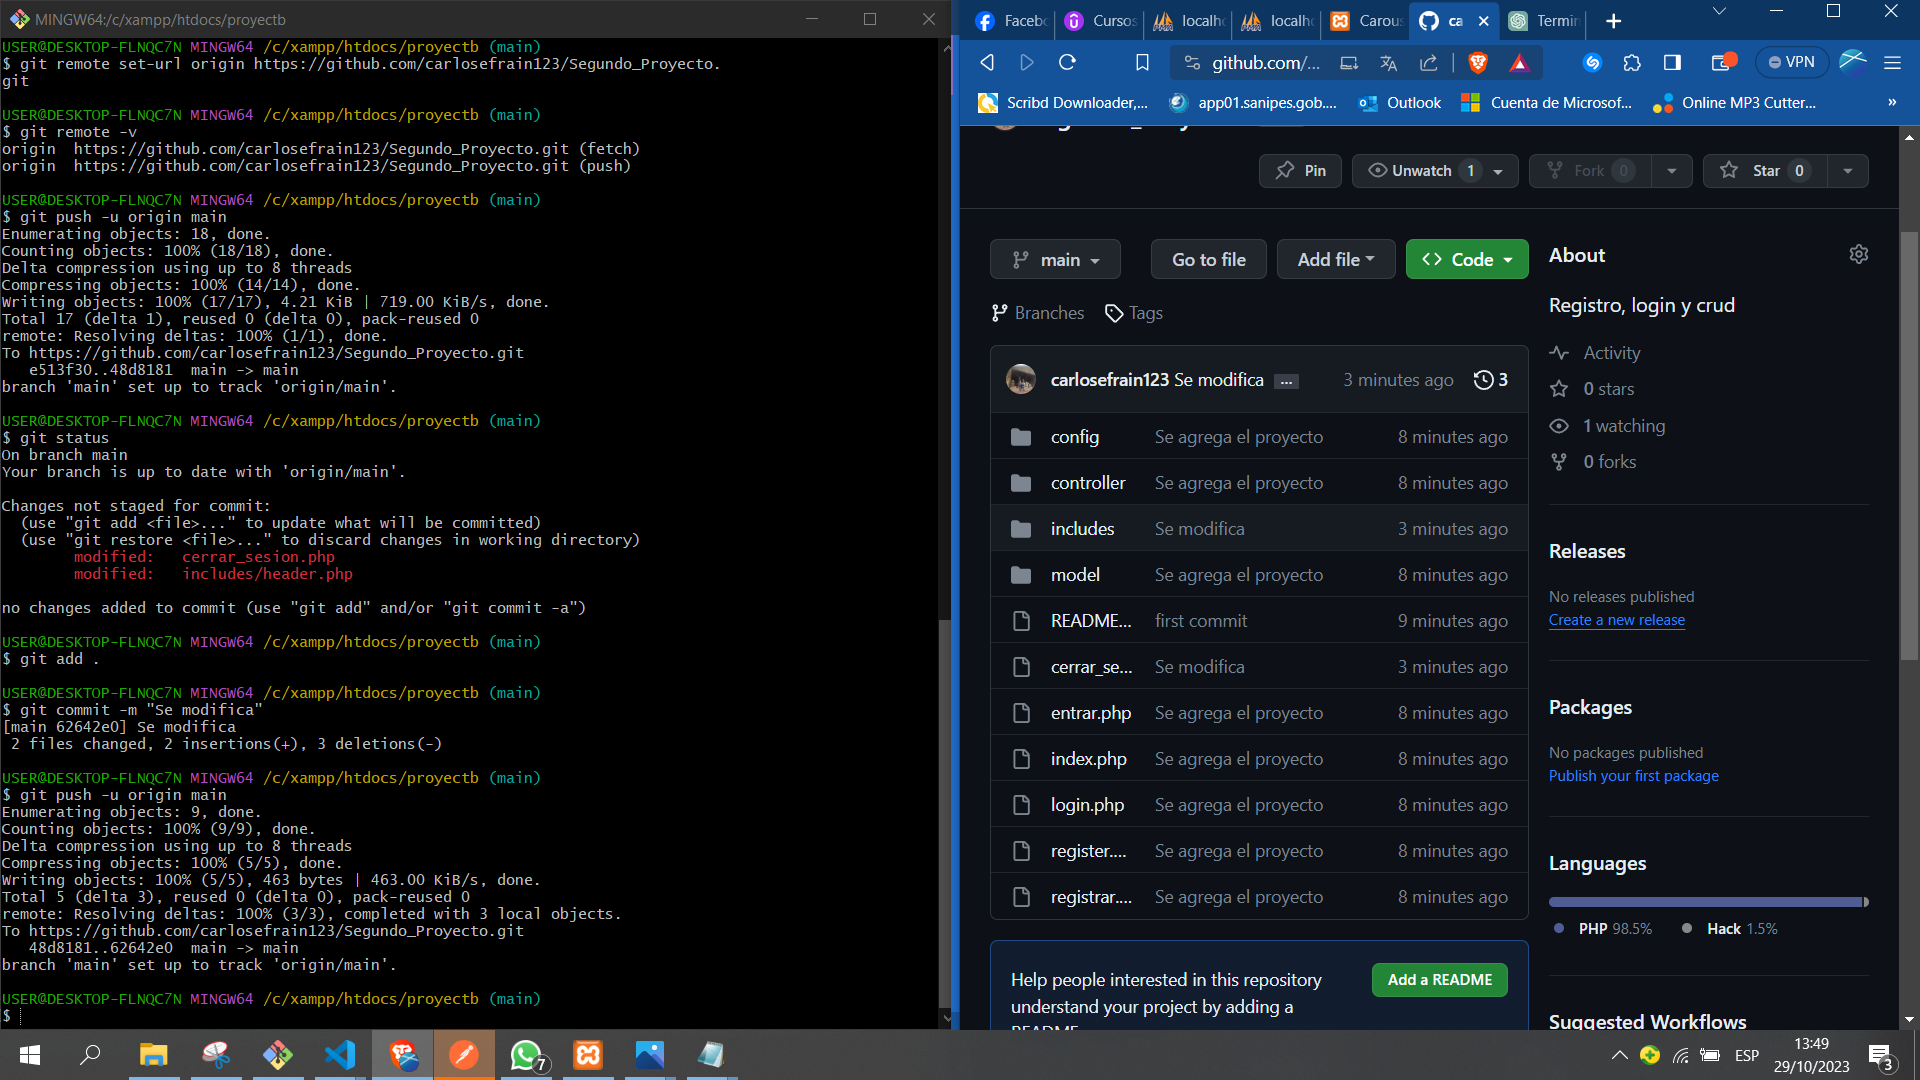 MINGW64:/c/xampp/htdocs/proyectb
USER@DESKTOP-FLNQC7N MINGW64 /c/xampp/htdocs/proyectb (main)
$ git remote set-url origin https://github.com/carlosefrain123/Segundo_Proyecto.
git
USER@DESKTOP-FLNQC7N MINGW64 /c/xampp/htdocs/proyectb (main)
$ git remote -v
origin  https://github.com/carlosefrain123/Segundo_Proyecto.git (fetch)
origin  https://github.com/carlosefrain123/Segundo_Proyecto.git (push)
USER@DESKTOP-FLNQC7N MINGW64 /c/xampp/htdocs/proyectb (main)
$ git push -u origin main
Enumerating objects: 18, done.
Counting objects: 100% (18/18), done.
Delta compression using up to 8 threads
Compressing objects: 100% (14/14), done.
Writing objects: 100% (17/17), 4.21 KiB | 719.00 KiB/s, done.
Total 17 (delta 1), reused 0 (delta 0), pack-reused 0
remote: Resolving deltas: 100% (1/1), done.
To https://github.com/carlosefrain123/Segundo_Proyecto.git
   e513f30..48d8181  main -> main
branch 'main' set up to track 'origin/main'.
USER@DESKTOP-FLNQC7N MINGW64 /c/xampp/htdocs/proyectb (main)
$ git status
On branch main
Your branch is up to date with 'origin/main'.
Changes not staged for commit:
  (use "git add <file>..." to update what will be committed)
  (use "git restore <file>..." to discard changes in working directory)
        modified:   cerrar_sesion.php
        modified:   includes/header.php
no changes added to commit (use "git add" and/or "git commit -a")
USER@DESKTOP-FLNQC7N MINGW64 /c/xampp/htdocs/proyectb (main)
$ git add .
USER@DESKTOP-FLNQC7N MINGW64 /c/xampp/htdocs/proyectb (main)
$ git commit -m "Se modifica"
[main 62642e0] Se modifica
 2 files changed, 2 insertions(+), 3 deletions(-)
USER@DESKTOP-FLNQC7N MINGW64 /c/xampp/htdocs/proyectb (main)
$ git push -u origin main
Enumerating objects: 9, done.
Counting objects: 100% (9/9), done.
Delta compression using up to 8 threads
Compressing objects: 100% (5/5), done.
Writing objects: 100% (5/5), 463 bytes | 463.00 KiB/s, done.
Total 5 (delta 3), reused 0 (delta 0), pack-reused 0
remote: Resolving deltas: 100% (3/3), completed with 3 local objects.
To https://github.com/carlosefrain123/Segundo_Proyecto.git
   48d8181..62642e0  main -> main
branch 'main' set up to track 'origin/main'.
USER@DESKTOP-FLNQC7N MINGW64 /c/xampp/htdocs/proyectb (main)
$
Facebo Cursos localho localho Carous ca Termin
github.com/... VPN
Scribd Downloader,... app01.sanipes.gob.... Outlook Cuenta de Microsof... Online MP3 Cutter... »
Pin Unwatch 1 Fork 0 Star 0
main Go to file Add file Code
Branches Tags
carlosefrain123 Se modifica ... 3 minutes ago 3
config Se agrega el proyecto 8 minutes ago
controller Se agrega el proyecto 8 minutes ago
includes Se modifica 3 minutes ago
model Se agrega el proyecto 8 minutes ago
README... first commit 9 minutes ago
cerrar_se... Se modifica 3 minutes ago
entrar.php Se agrega el proyecto 8 minutes ago
index.php Se agrega el proyecto 8 minutes ago
login.php Se agrega el proyecto 8 minutes ago
register.... Se agrega el proyecto 8 minutes ago
registrar.... Se agrega el proyecto 8 minutes ago
Help people interested in this repository
understand your project by adding a
README
Add a README
About
Registro, login y crud
Activity
0 stars
1 watching
0 forks
Releases
No releases published
Create a new release
Packages
No packages published
Publish your first package
Languages
PHP 98.5% Hack 1.5%
Suggested Workflows
7
ESP
13:49
29/10/2023
3